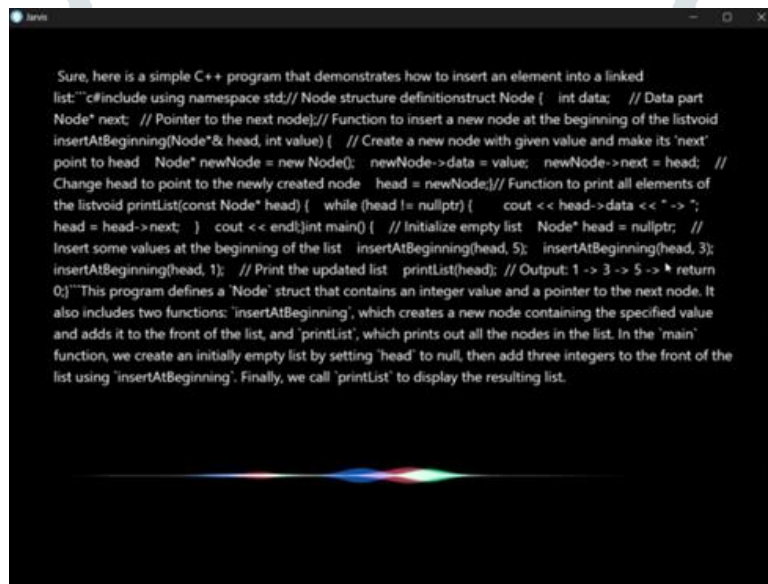 Jarvis
Sure, here is a simple C++ program that demonstrates how to insert an element into a linked
list:```c#include using namespace std;// Node structure definitionstruct Node {    int data;    // Data part
Node* next;   // Pointer to the next node};// Function to insert a new node at the beginning of the listvoid
insertAtBeginning(Node*& head, int value) {    // Create a new node with given value and make its 'next'
point to head    Node* newNode = new Node();    newNode->data = value;    newNode->next = head;    //
Change head to point to the newly created node    head = newNode;}// Function to print all elements of
the listvoid printList(const Node* head) {    while (head != nullptr) {        cout << head->data << " -> ";
head = head->next;    }    cout << endl;}int main() {    // Initialize empty list    Node* head = nullptr;    //
Insert some values at the beginning of the list    insertAtBeginning(head, 5);    insertAtBeginning(head, 3);
insertAtBeginning(head, 1);    // Print the updated list    printList(head);  // Output: 1 -> 3 -> 5 -> return
0;}```This program defines a `Node` struct that contains an integer value and a pointer to the next node. It
also includes two functions: `insertAtBeginning`, which creates a new node containing the specified value
and adds it to the front of the list, and `printList`, which prints out all the nodes in the list. In the `main`
function, we create an initially empty list by setting `head` to null, then add three integers to the front of the
list using `insertAtBeginning`. Finally, we call `printList` to display the resulting list.